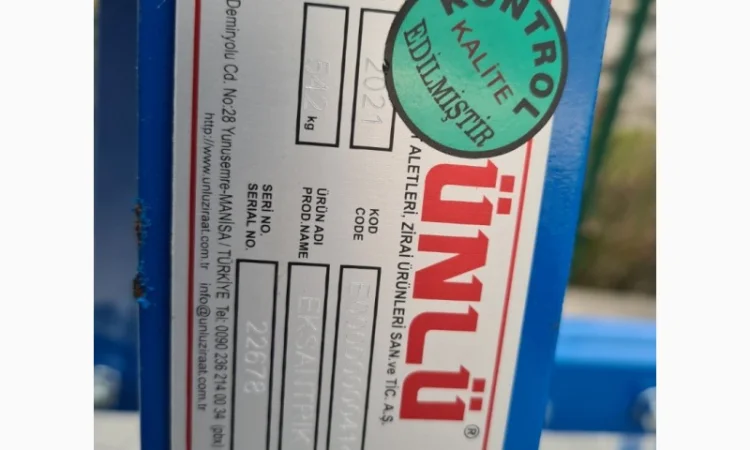 KONTROL
KALİTE
EDİLMİŞTİR
ÜNLÜ ®
ALETLERİ, ZİRAİ ÜRÜNLERİ SAN. ve TİC. A.Ş.
2021
KOD
CODE
kg
ÜRÜN ADI
PROD.NAME
EKSANTRIK
SERİ NO.
SERIAL NO.
22678
Demiryolu Cd. No:28 Yunusemre-MANİSA / TÜRKİYE Tel: 0090 236 214 00 34 (pbx)
http://www.unluziraat.com.tr info@unluziraat.com.tr